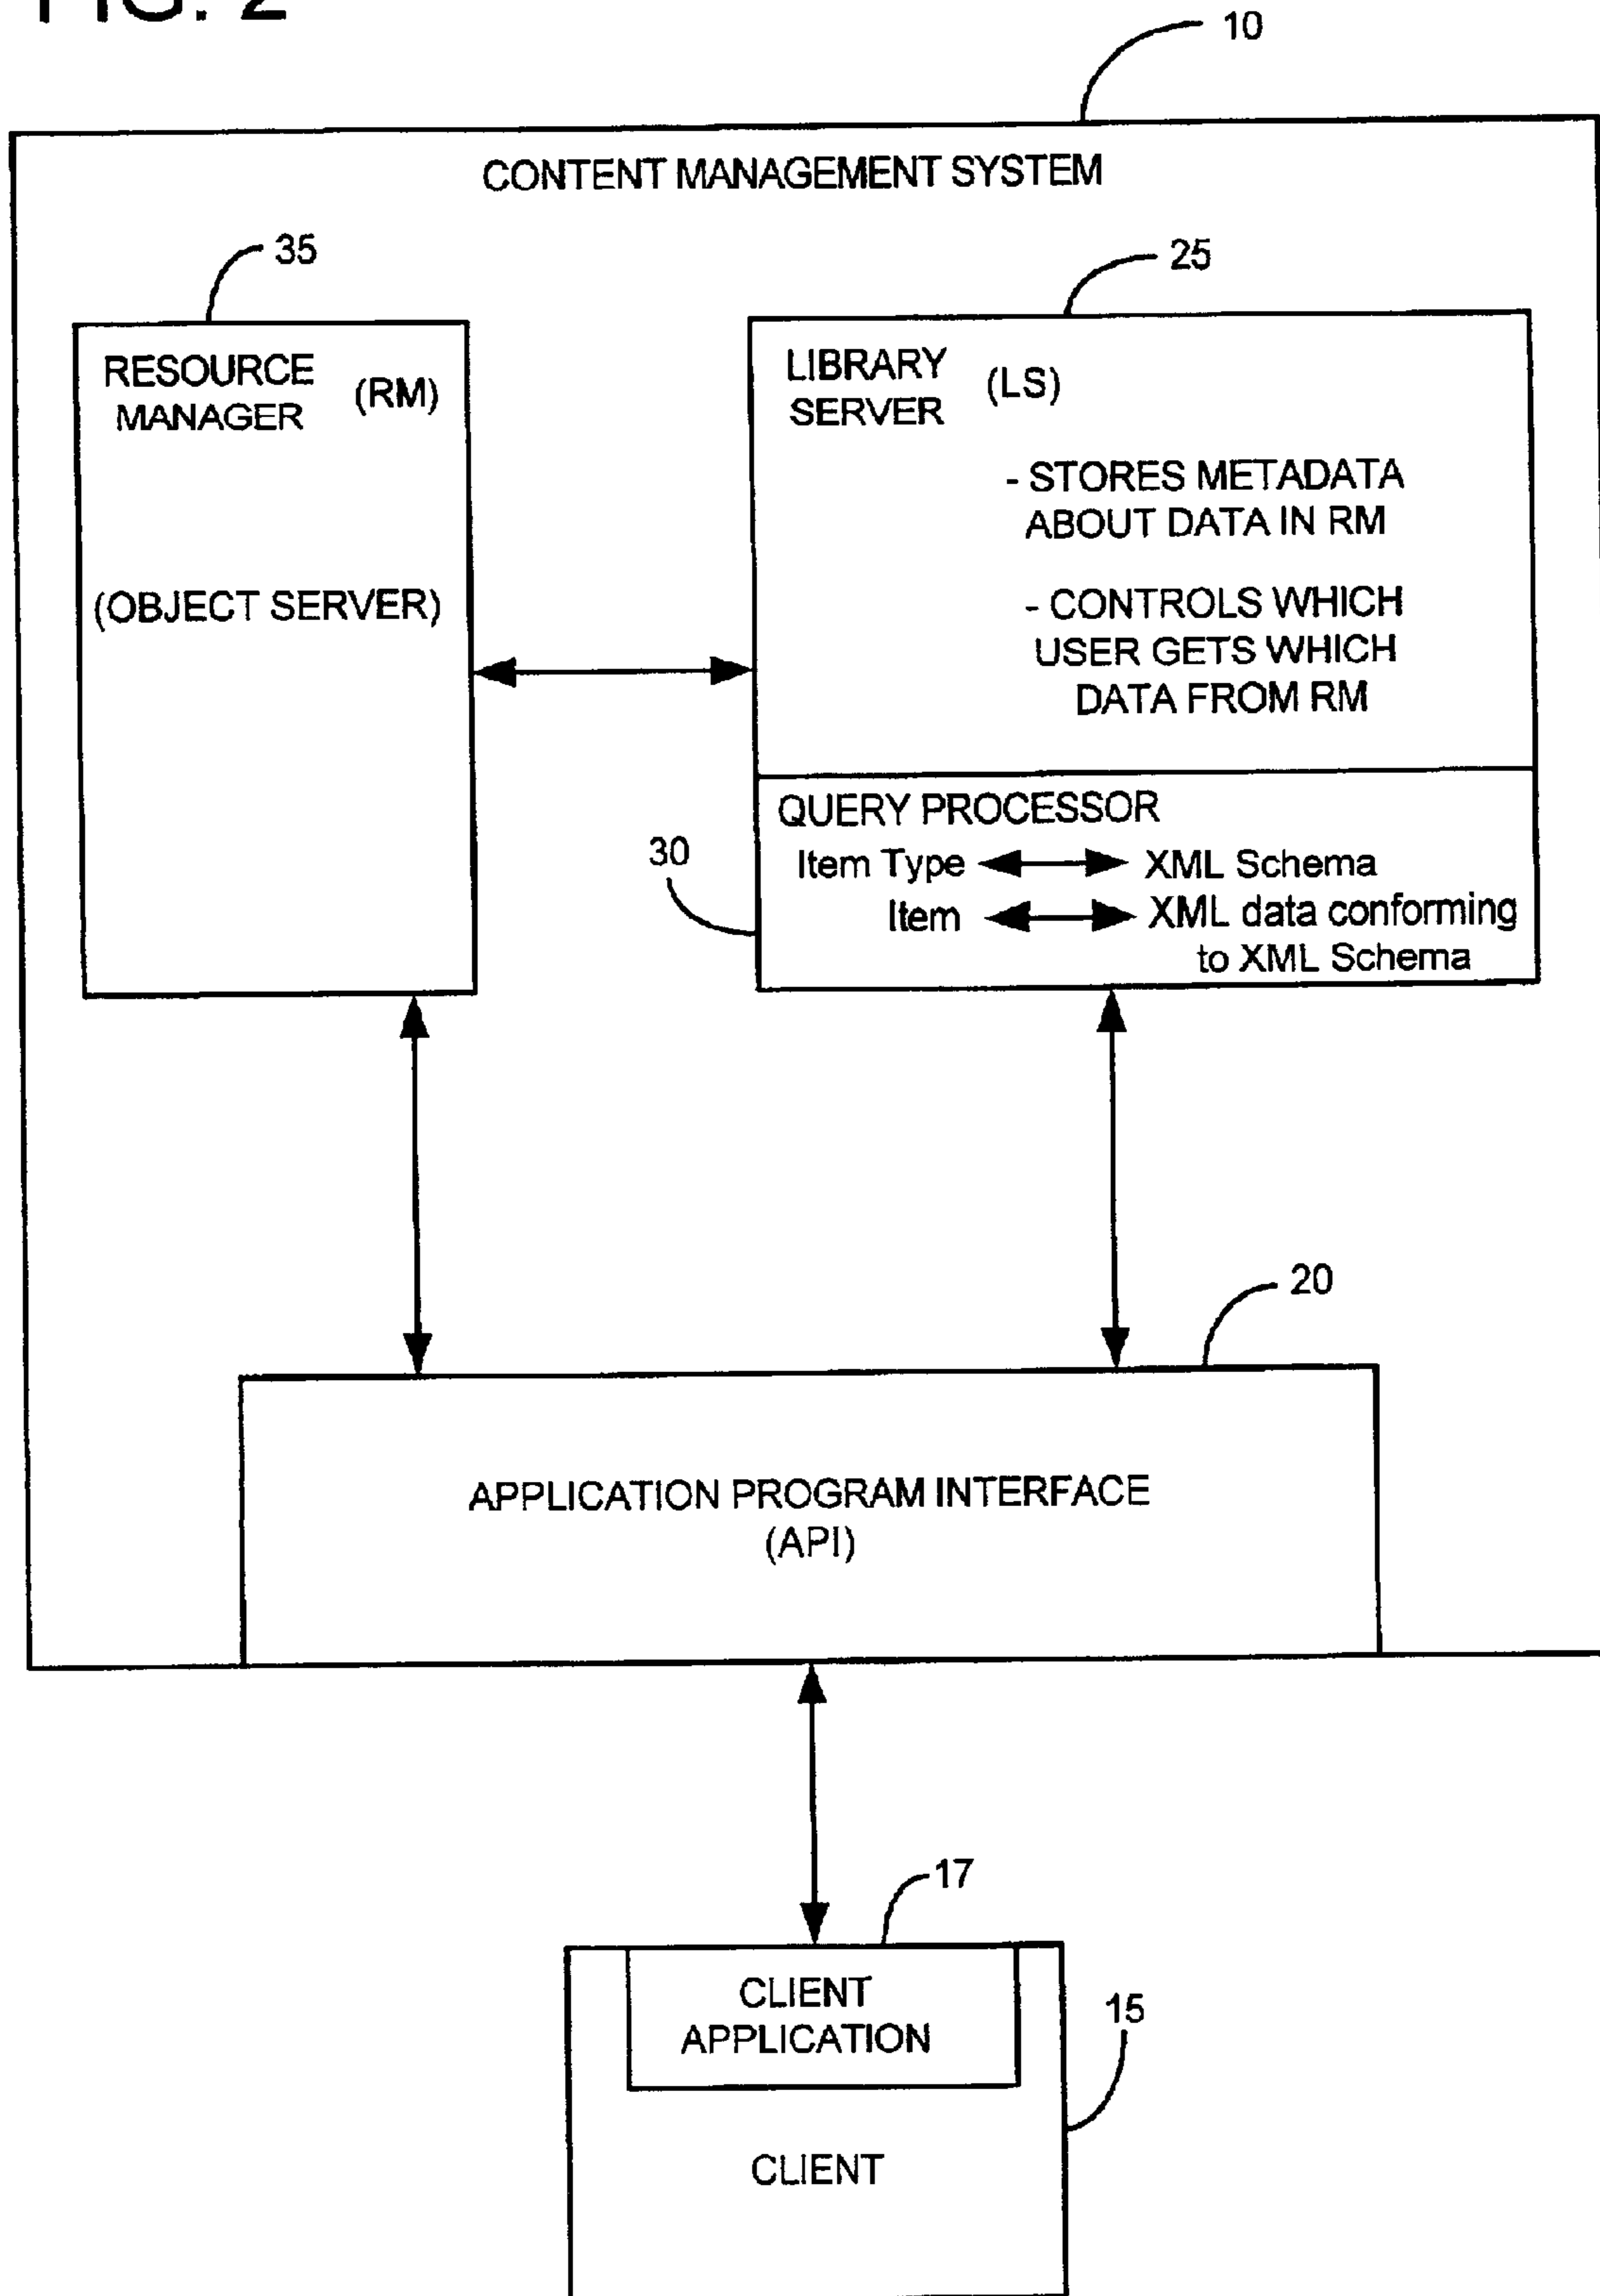 FIG. 2
10
CONTENT MANAGEMENT SYSTEM
35
25
RESOURCE
MANAGER (RM)
(OBJECT SERVER)
LIBRARY
SERVER (LS)
- STORES METADATA
ABOUT DATA IN RM
- CONTROLS WHICH
USER GETS WHICH
DATA FROM RM
30
QUERY PROCESSOR
Item Type XML Schema
Item XML data conforming
to XML Schema
20
APPLICATION PROGRAM INTERFACE
(API)
17
CLIENT
APPLICATION
15
CLIENT